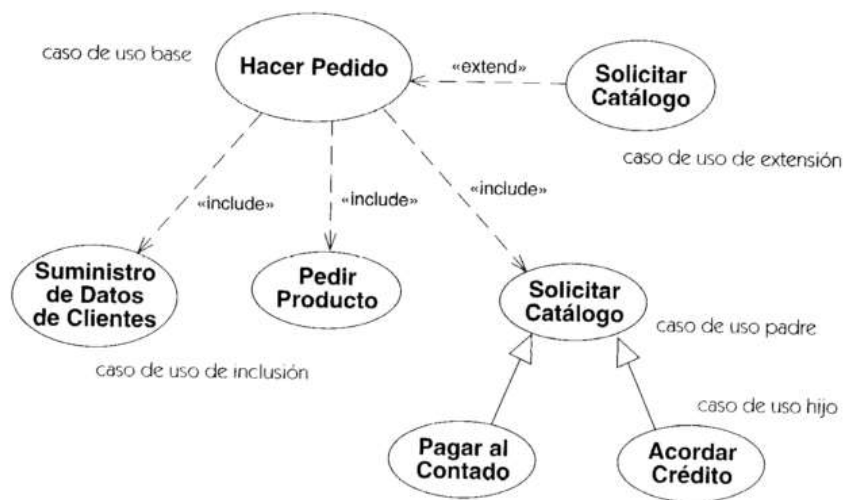 caso de uso base
Hacer Pedido
«extend»
Solicitar
Catálogo
caso de uso de extensión
«include»
«include»
«include»
Suministro
de Datos
de Clientes
Pedir
Producto
Solicitar
Catálogo
caso de uso padre
caso de uso de inclusión
caso de uso hijo
Pagar al
Contado
Acordar
Crédito